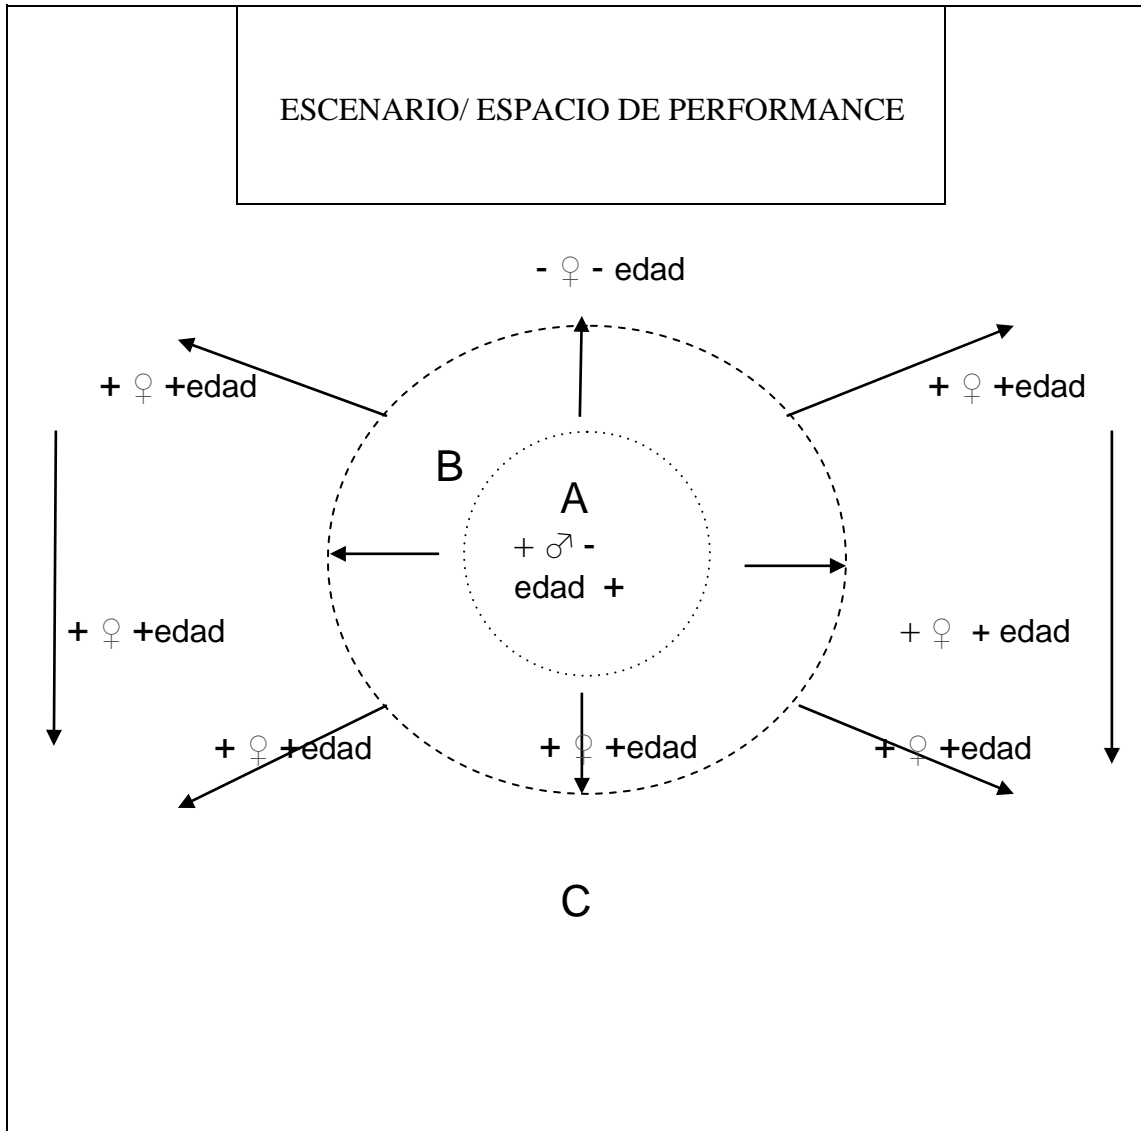 ESCENARIO/ ESPACIO DE PERFORMANCE
- ♀ - edad
+ ♀ +edad
+ ♀ +edad
B
A
+ ♂ -
edad +
+ ♀ +edad
+ ♀ + edad
+ ♀ +edad
+ ♀ +edad
+ ♀ +edad
C